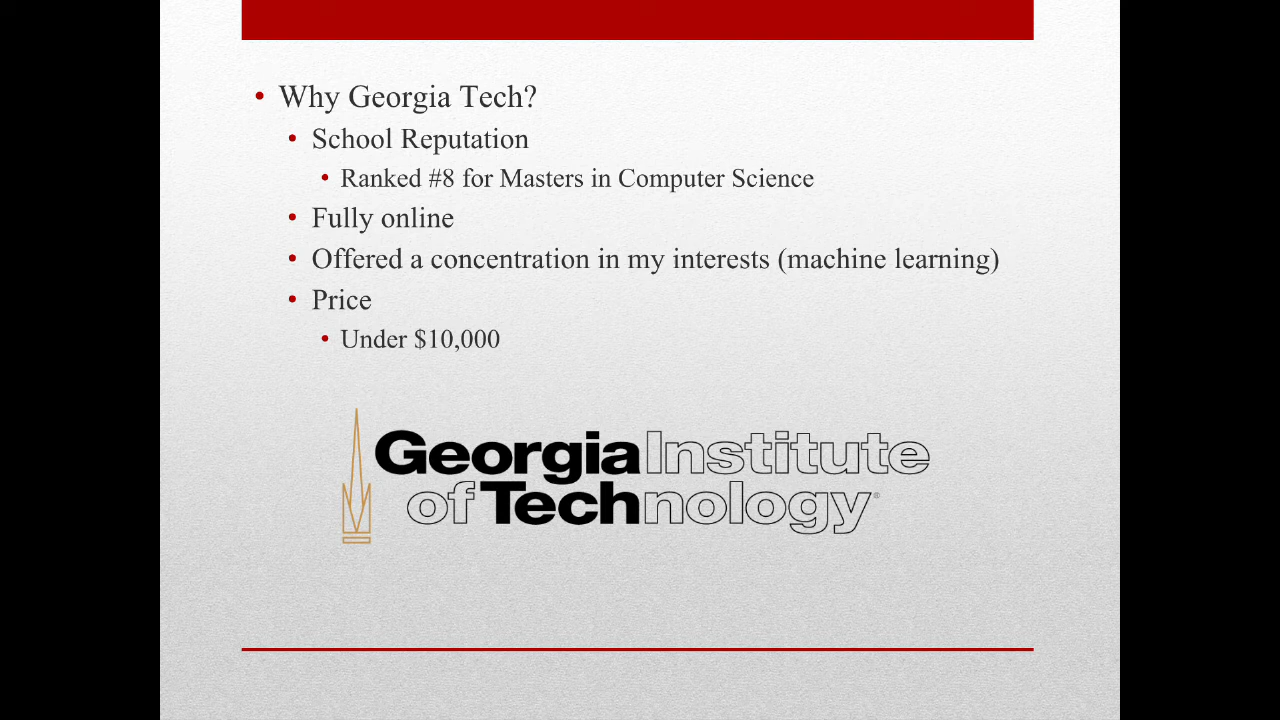 • Why Georgia Tech?
• School Reputation
• Ranked #8 for Masters in Computer Science
• Fully online
• Offered a concentration in my interests (machine learning)
• Price
• Under $10,000
Georgia Institute
of Technology®